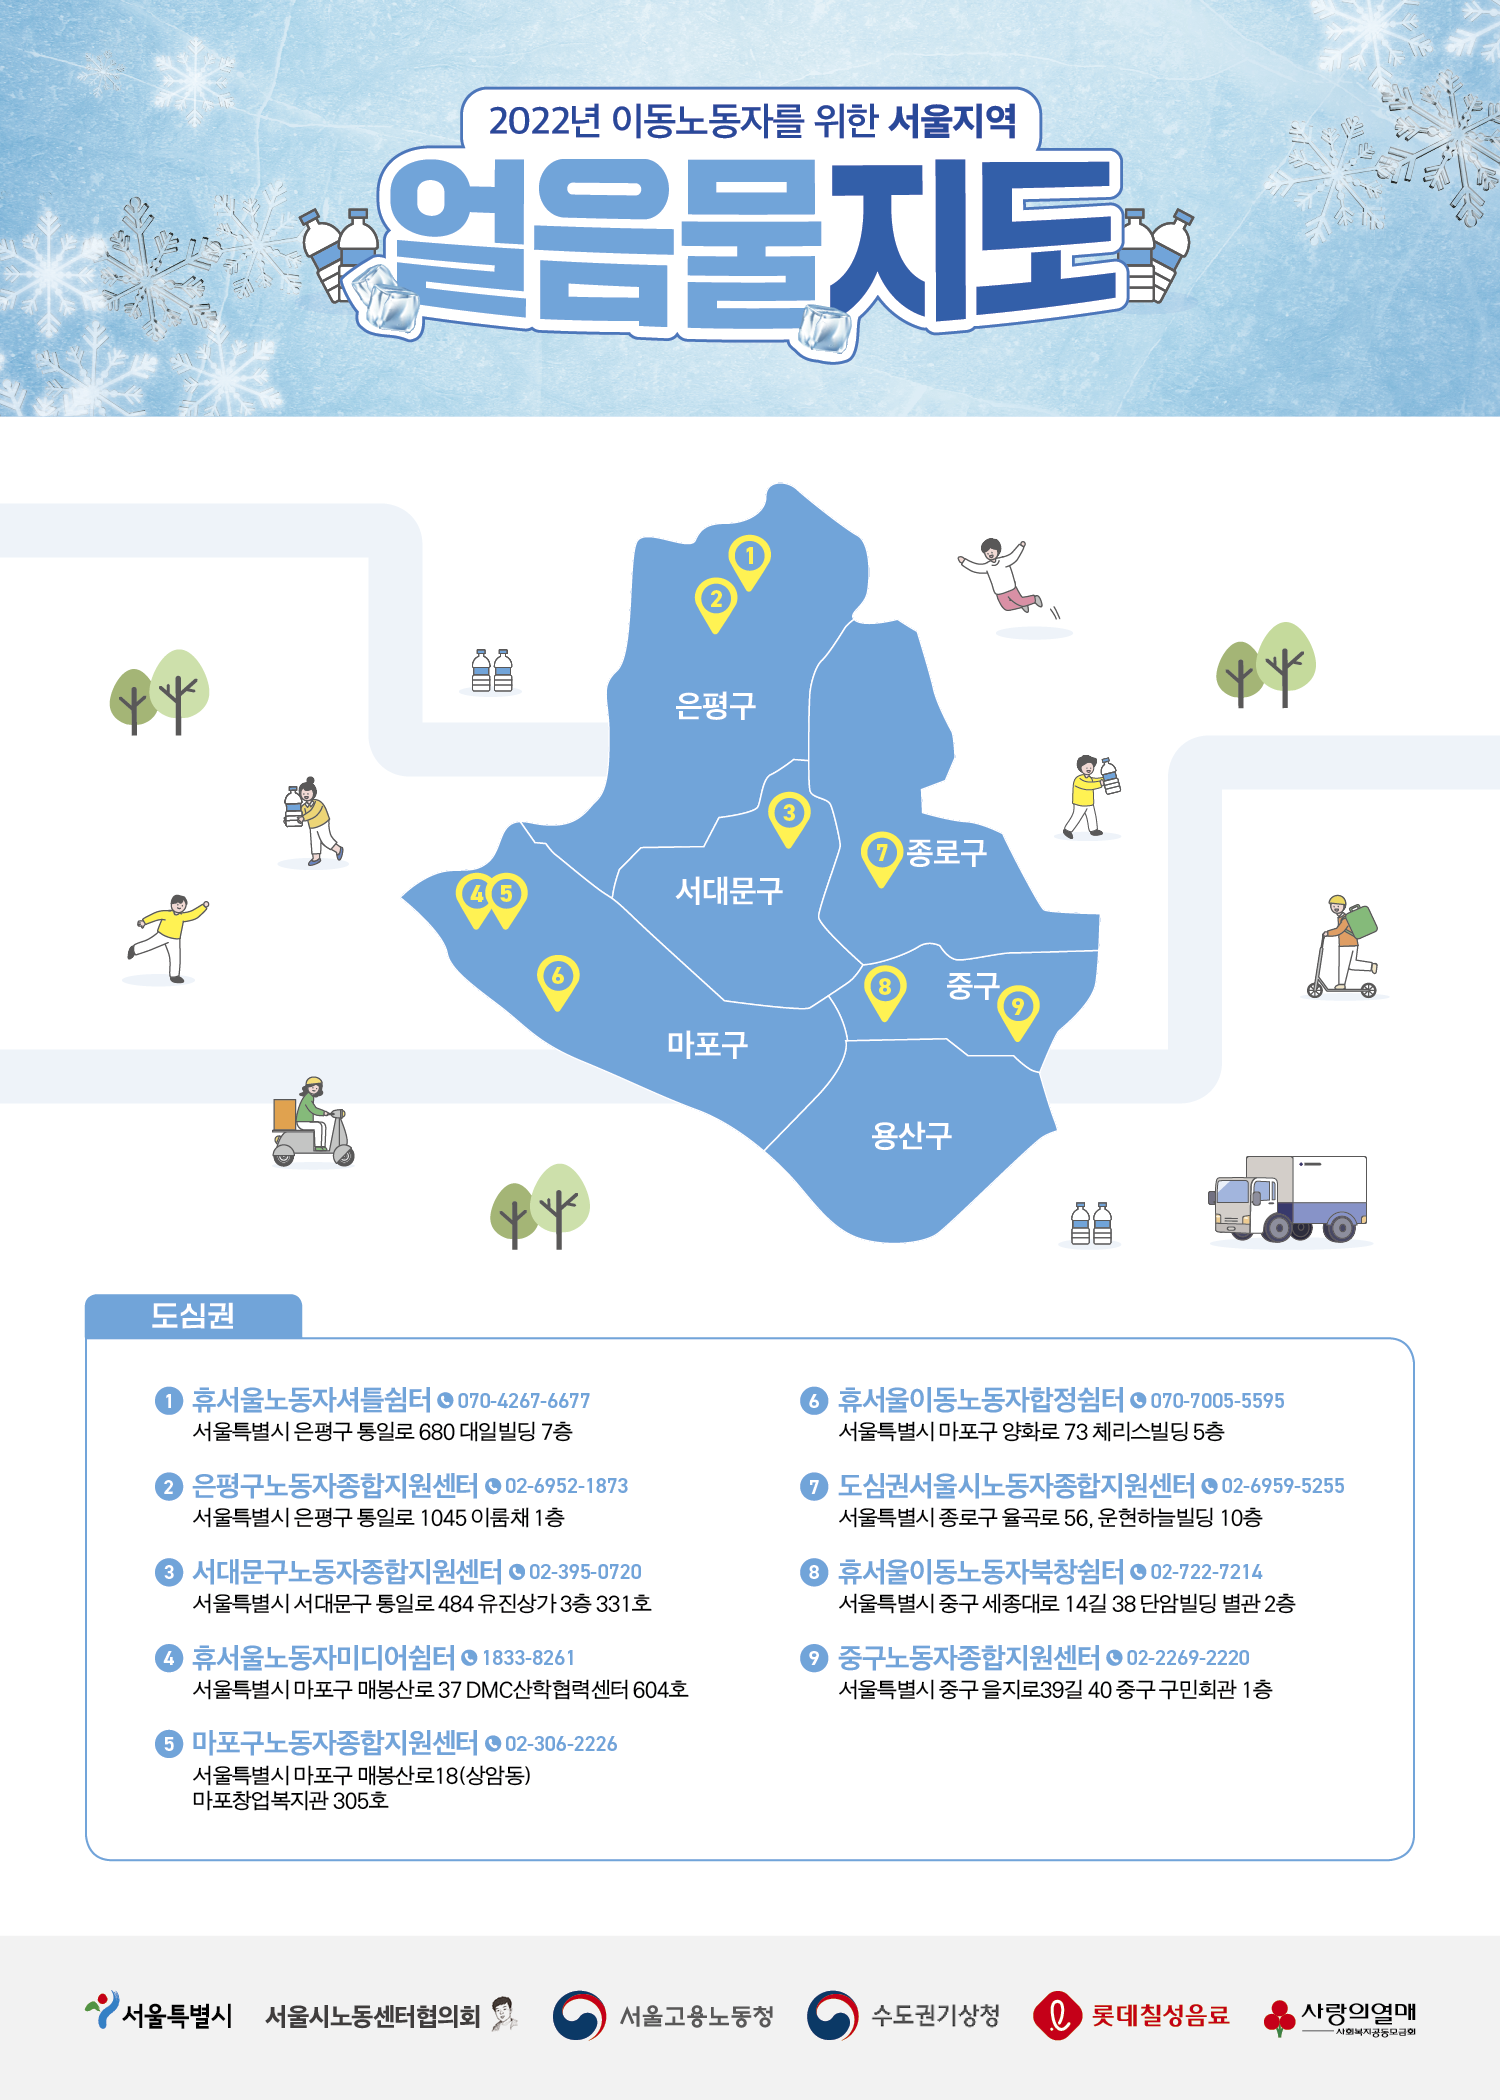 2022년 이동노동자를 위한 서울지역
얼음물지도
1
2
은평구
3
7 종로구
서대문구
4 5
6
8
중구
9
마포구
용산구
도심권
1 휴서울노동자셔틀쉼터 070-4267-6677
서울특별시 은평구 통일로 680 대일빌딩 7층
2 은평구노동자종합지원센터 02-6952-1873
서울특별시 은평구 통일로 1045 이룸채 1층
3 서대문구노동자종합지원센터 02-395-0720
서울특별시 서대문구 통일로 484 유진상가 3층 331호
4 휴서울노동자미디어쉼터 1833-8261
서울특별시 마포구 매봉산로 37 DMC산학협력센터 604호
5 마포구노동자종합지원센터 02-306-2226
서울특별시 마포구 매봉산로18(상암동)
마포창업복지관 305호
6 휴서울이동노동자합정쉼터 070-7005-5595
서울특별시 마포구 양화로 73 체리스빌딩 5층
7 도심권서울시노동자종합지원센터 02-6959-5255
서울특별시 종로구 율곡로 56, 운현하늘빌딩 10층
8 휴서울이동노동자북창쉼터 02-722-7214
서울특별시 중구 세종대로 14길 38 단암빌딩 별관 2층
9 중구노동자종합지원센터 02-2269-2220
서울특별시 중구 을지로39길 40 중구 구민회관 1층
서울특별시
서울시노동센터협의회
서울고용노동청
수도권기상청
롯데칠성음료
사랑의열매
사회복지공동모금회